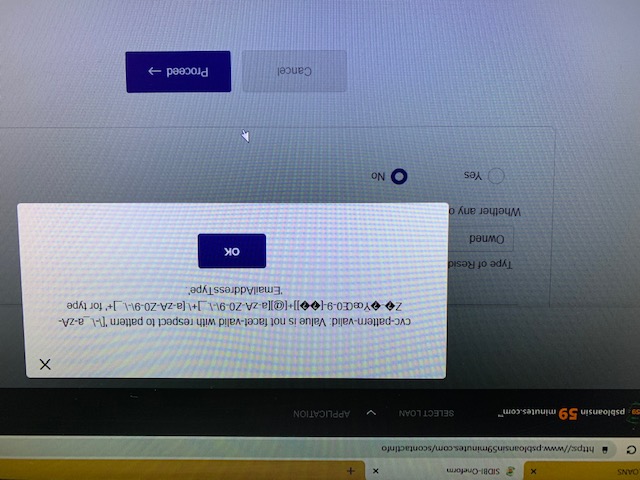 OANS
SIDBI-Oneform
https://www.psbloansin59minutes.com/scontactInfo
59 psbloansin 59 minutes.com™
SELECT LOAN
APPLICATION
cvc-pattern-valid: Value is not facet-valid with respect to pattern '[\-\._a-zA-
Z�-�ŸœŒ0-9-[��]]+[@][a-zA-Z0-9\-\._]+\.[a-zA-Z0-9\-\._]+' for type
'EmailAddressType'.
OK
Type of Resid
Owned
Whether any o
Yes
No
Cancel
Proceed →